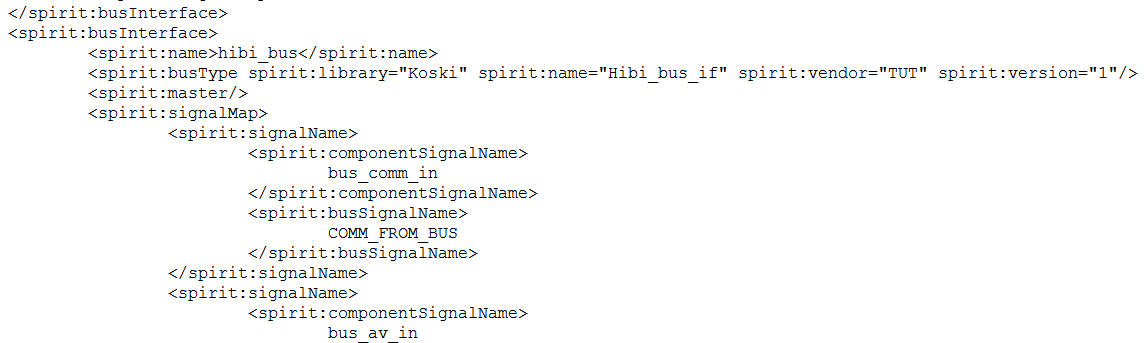 </spirit:busInterface>
<spirit:busInterface>
<spirit:name>hibi_bus</spirit:name>
<spirit:busType spirit:library="Koski" spirit:name="Hibi_bus_if" spirit:vendor="TUT" spirit:version="1"/>
<spirit:master/>
<spirit:signalMap>
<spirit:signalName>
<spirit:componentSignalName>
bus_comm_in
</spirit:componentSignalName>
<spirit:busSignalName>
COMM_FROM_BUS
</spirit:busSignalName>
</spirit:signalName>
<spirit:signalName>
<spirit:componentSignalName>
bus_av_in